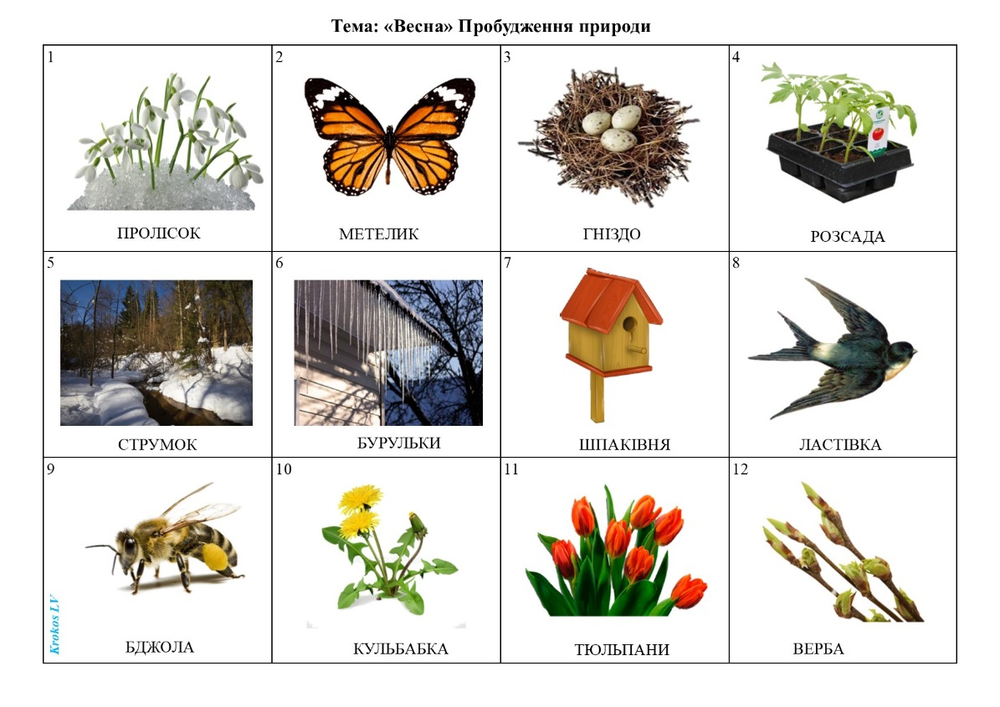 Тема: «Весна» Пробудження природи
1
ПРОЛІСОК
2
МЕТЕЛИК
3
ГНІЗДО
4
РОЗСАДА
5
СТРУМОК
6
БУРУЛЬКИ
7
ШПАКІВНЯ
8
ЛАСТІВКА
9
БДЖОЛА
Krokos LV
10
КУЛЬБАБКА
11
ТЮЛЬПАНИ
12
ВЕРБА